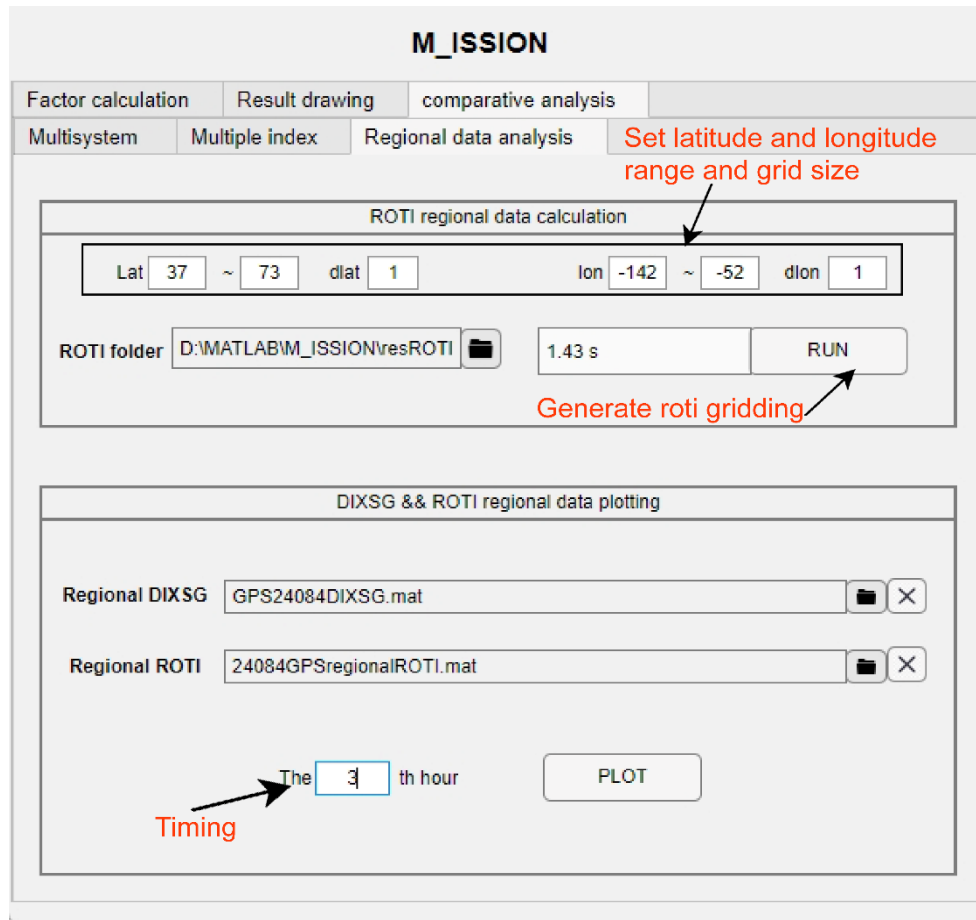 M_ISSION
Factor calculation Result drawing comparative analysis
Multisystem Multiple index Regional data analysis
Set latitude and longitude
range and grid size
ROTI regional data calculation
Lat 37 ~ 73 dlat 1 lon -142 ~ -52 dlon 1
ROTI folder D:\MATLAB\M_ISSION\resROTI 1.43 s RUN
Generate roti gridding
DIXSG && ROTI regional data plotting
Regional DIXSG GPS24084DIXSG.mat
Regional ROTI 24084GPSregionalROTI.mat
The 3 th hour PLOT
Timing